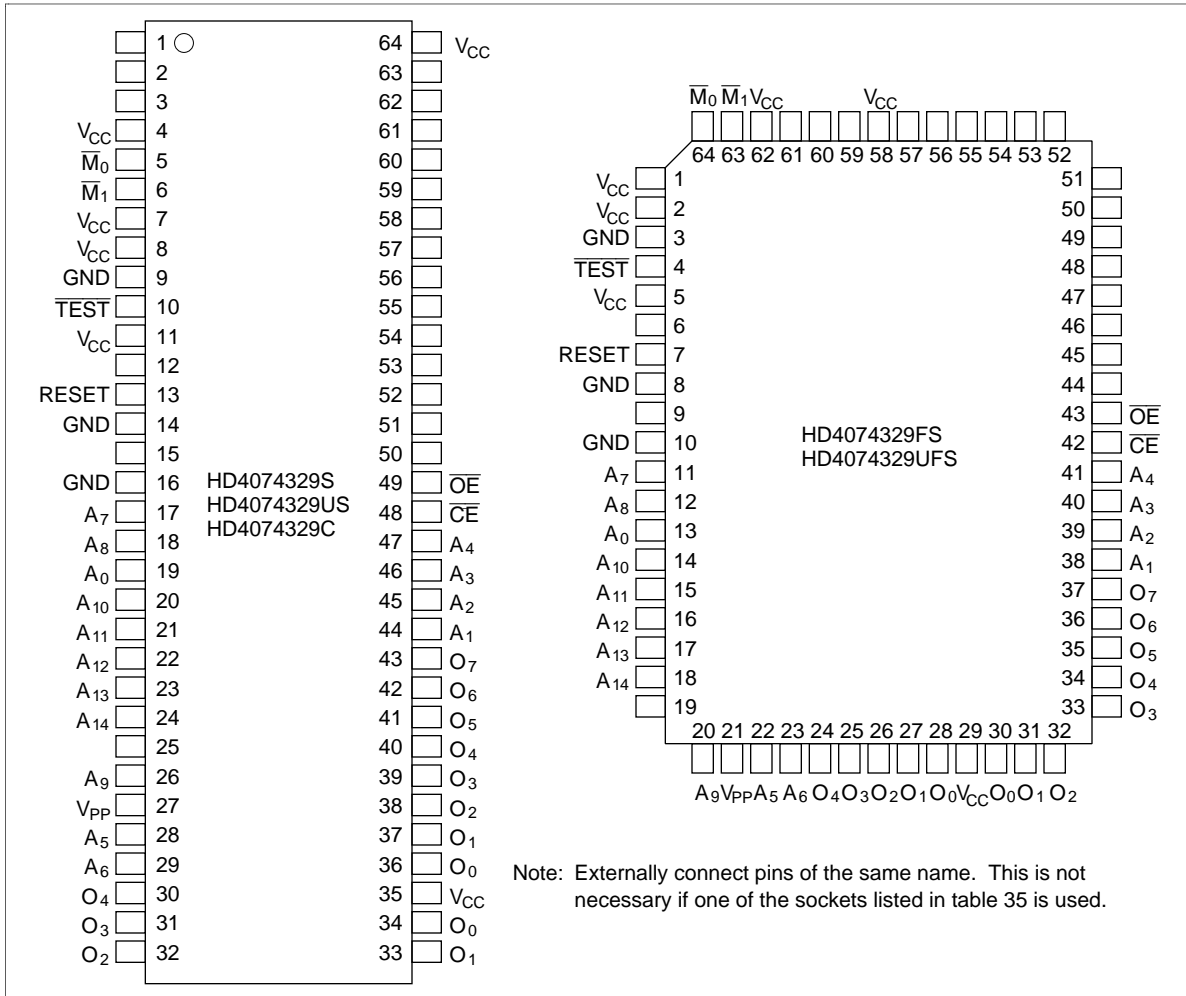 1 64 V̅CC
2 63
3 62
VCC 4 61
M̅0 5 60
M̅1 6 59
VCC 7 58
VCC 8 57
GND 9 56
T̅E̅S̅T̅ 10 55
VCC 11 54
12 53
RESET 13 52
GND 14 51
15 50
GND 16 HD4074329S 49 O̅E̅
A7 17 HD4074329US 48 C̅E̅
HD4074329C
A8 18 47 A4
A0 19 46 A3
A10 20 45 A2
A11 21 44 A1
A12 22 43 O7
A13 23 42 O6
A14 24 41 O5
25 40 O4
A9 26 39 O3
VPP 27 38 O2
A5 28 37 O1
A6 29 36 O0
O4 30 35 VCC
O3 31 34 O0
O2 32 33 O1
M̅0 M̅1 VCC VCC
64 63 62 61 60 59 58 57 56 55 54 53 52
VCC 1 51
VCC 2 50
GND 3 49
T̅E̅S̅T̅ 4 48
VCC 5 47
6 46
RESET 7 45
GND 8 44
9 43 O̅E̅
HD4074329FS
GND 10 42 C̅E̅
HD4074329UFS
A7 11 41 A4
A8 12 40 A3
A0 13 39 A2
A10 14 38 A1
A11 15 37 O7
A12 16 36 O6
A13 17 35 O5
A14 18 34 O4
19 33 O3
20 21 22 23 24 25 26 27 28 29 30 31 32
A9 VPP A5 A6 O4 O3 O2 O1 O0 VCC O0 O1 O2
Note: Externally connect pins of the same name. This is not
necessary if one of the sockets listed in table 35 is used.